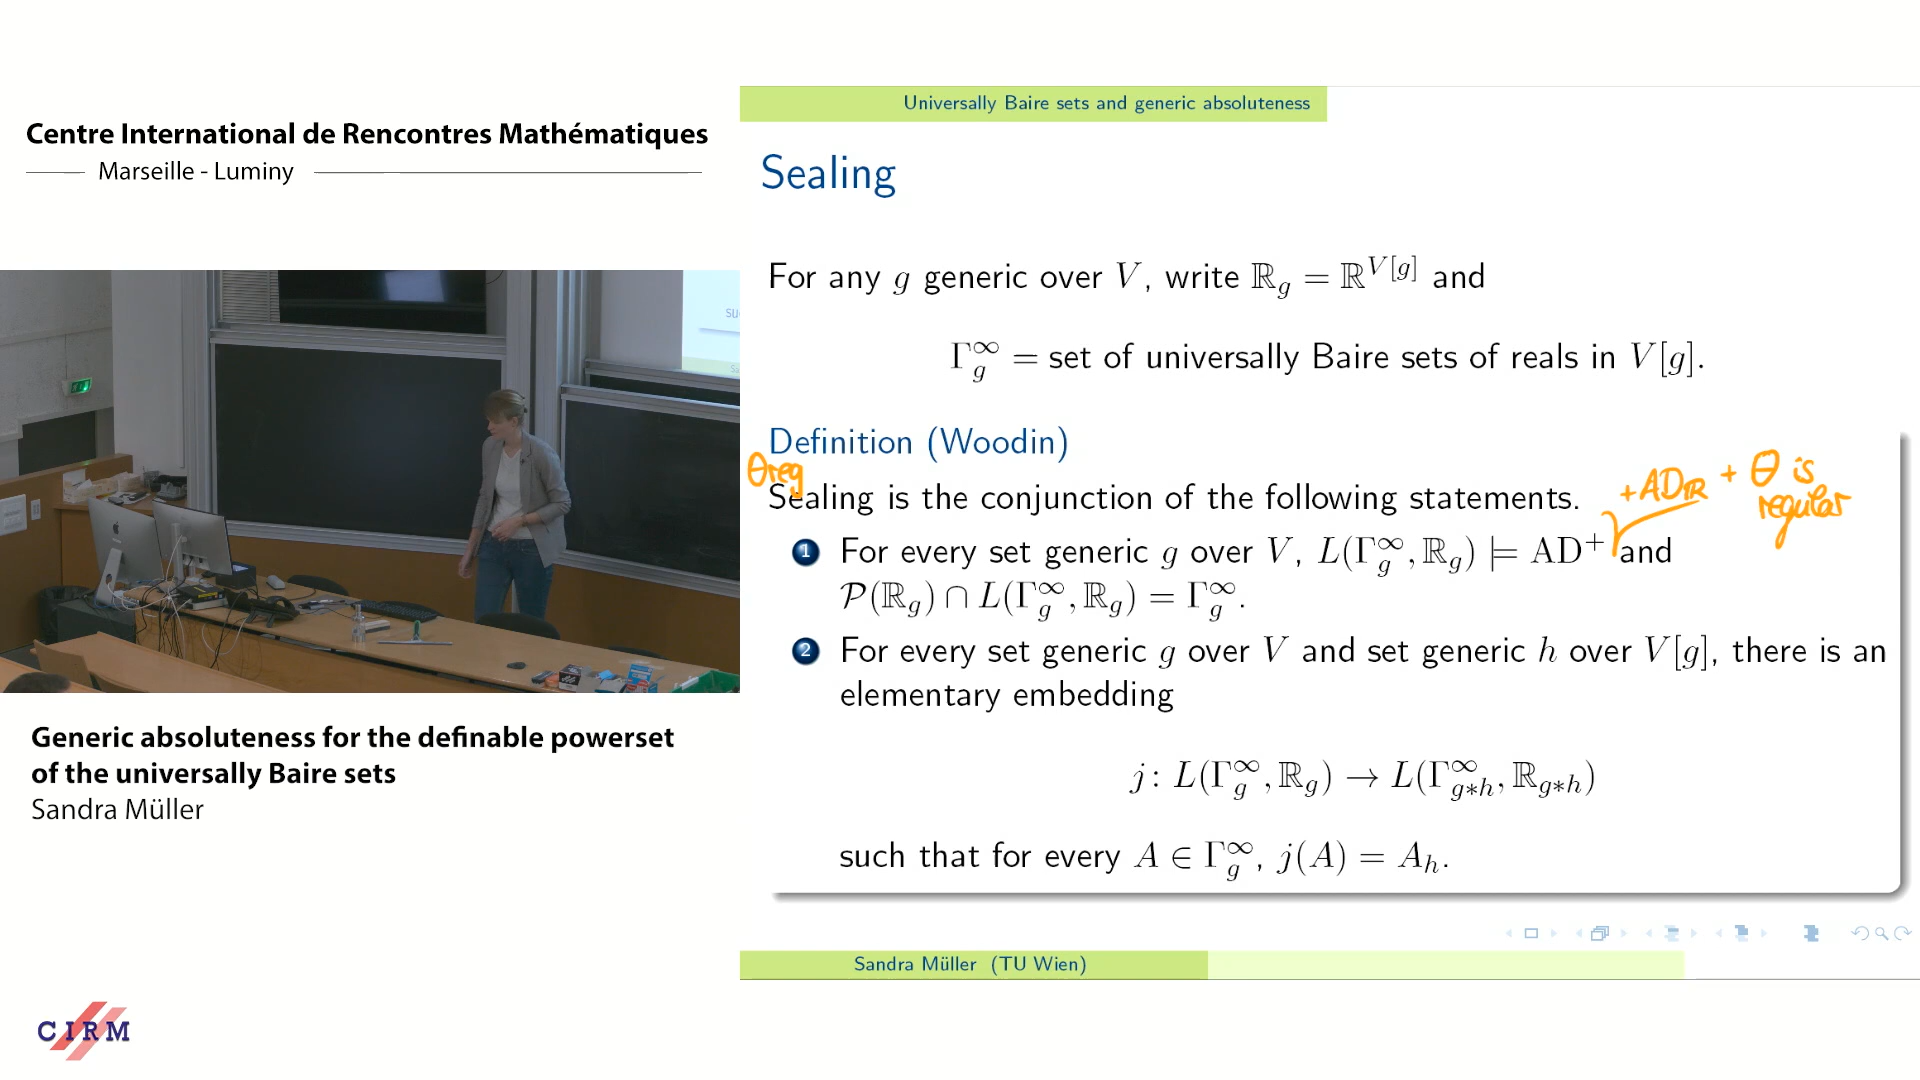 Centre International de Rencontres Mathématiques
Marseille - Luminy
Generic absoluteness for the definable powerset
of the universally Baire sets
Sandra Müller
CIRM
Universally Baire sets and generic absoluteness
Sealing
For any g generic over V, write ℝ_g = ℝ^{V[g]} and
Γ_g^∞ = set of universally Baire sets of reals in V[g].
Definition (Woodin)
Θreg
Sealing is the conjunction of the following statements.
+AD_ℝ + Θ is
regular
1 For every set generic g over V, L(Γ_g^∞, ℝ_g) ⊨ AD⁺ and
𝒫(ℝ_g) ∩ L(Γ_g^∞, ℝ_g) = Γ_g^∞.
2 For every set generic g over V and set generic h over V[g], there is an
elementary embedding
j: L(Γ_g^∞, ℝ_g) → L(Γ_{g*h}^∞, ℝ_{g*h})
such that for every A ∈ Γ_g^∞, j(A) = A_h.
Sandra Müller (TU Wien)